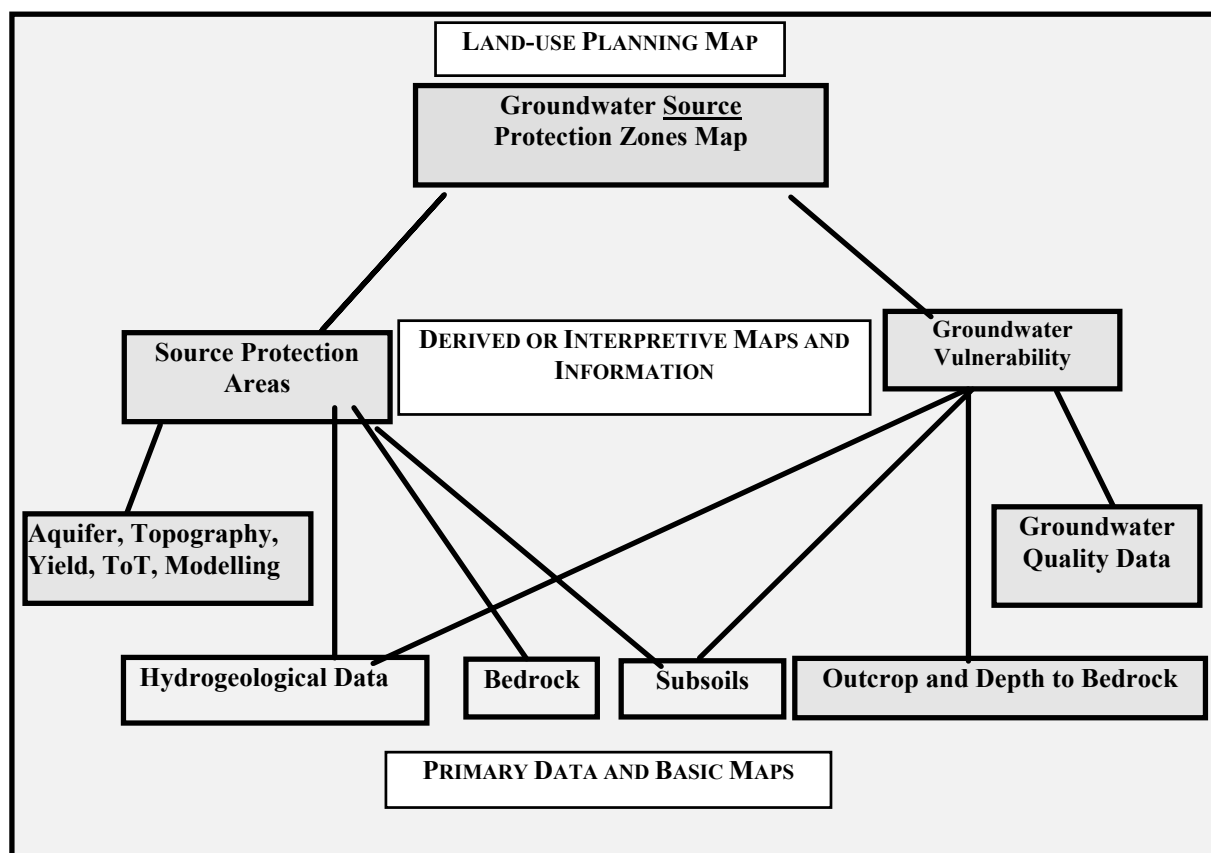 LAND-USE PLANNING MAP
Groundwater Source
Protection Zones Map
Source Protection
Areas
DERIVED OR INTERPRETIVE MAPS AND
INFORMATION
Groundwater
Vulnerability
Aquifer, Topography,
Yield, ToT, Modelling
Groundwater
Quality Data
Hydrogeological Data
Bedrock
Subsoils
Outcrop and Depth to Bedrock
PRIMARY DATA AND BASIC MAPS